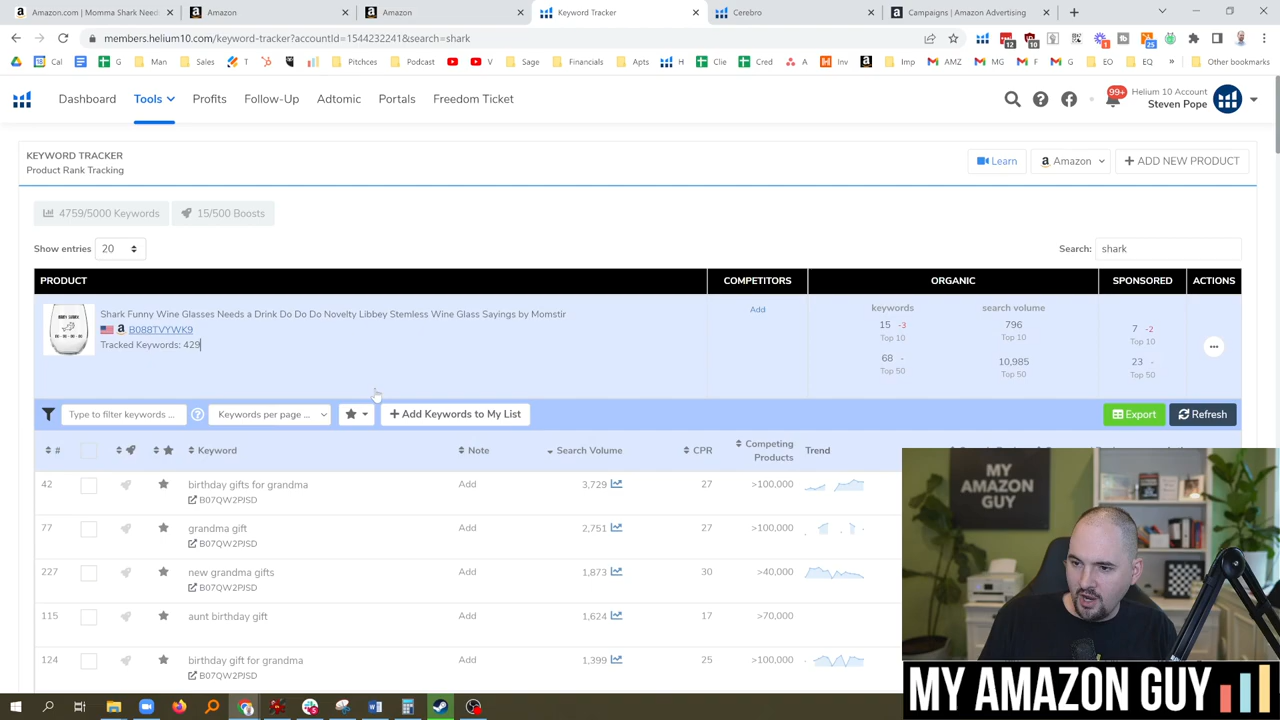 Amazon.com | Momma Shark Need
Amazon
Amazon
Keyword Tracker
Cerebro
Campaigns | Amazon Advertising
members.helium10.com/keyword-tracker?accountId=1544232241&search=shark
Cal
G
Man
Sales
T
Pitchces
Podcast
V
Sage
Financials
Apts
H
Clie
Cred
A
Inv
Imp
AMZ
MG
F
G
EO
EQ
»
Other bookmarks
Dashboard
Tools
Profits
Follow-Up
Adtomic
Portals
Freedom Ticket
99+
Helium 10 Account
Steven Pope
KEYWORD TRACKER
Product Rank Tracking
Learn
Amazon
+ ADD NEW PRODUCT
4759/5000 Keywords
15/500 Boosts
Show entries 20
Search: shark
PRODUCT
COMPETITORS
ORGANIC
SPONSORED
ACTIONS
Shark Funny Wine Glasses Needs a Drink Do Do Do Novelty Libbey Stemless Wine Glass Sayings by Momstir
B088TVYWK9
Tracked Keywords: 429
Add
keywords
search volume
15 -3
Top 10
796
Top 10
68 -
Top 50
10,985
Top 50
7 -2
Top 10
23 -
Top 50
Type to filter keywords ...
Keywords per page ...
+ Add Keywords to My List
Export
Refresh
#
Keyword
Note
Search Volume
CPR
Competing Products
Trend
42 birthday gifts for grandma Add 3,729 27 >100,000
B07QW2PJSD
77 grandma gift Add 2,751 27 >100,000
B07QW2PJSD
227 new grandma gifts Add 1,873 30 >40,000
B07QW2PJSD
115 aunt birthday gift Add 1,624 17 >70,000
124 birthday gift for grandma Add 1,399 25 >100,000
B07QW2PJSD
MY
AMAZON
GUY
MY AMAZON GUY